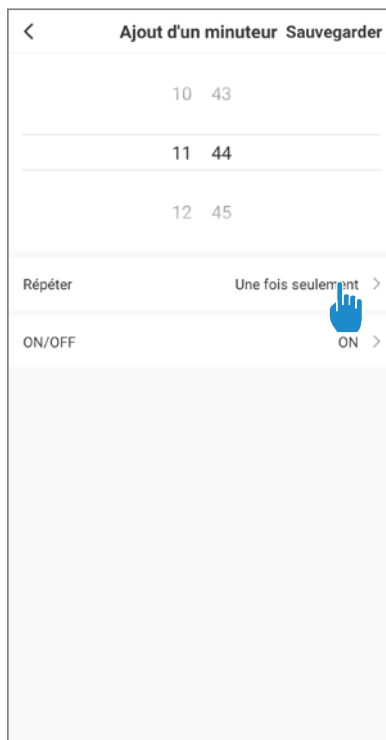 Ajout d'un minuteur Sauvegarder
10 43
11 44
12 45
Répéter Une fois seulement
ON/OFF ON